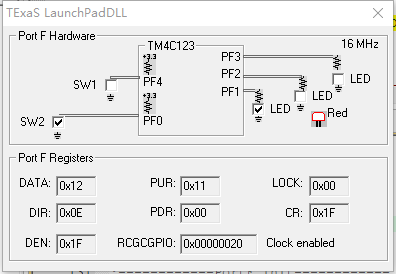 TExaS LaunchPadDLL
Port F Hardware
TM4C123
16 MHz
+3.3
PF3
PF2
PF1
SW1
PF4
+3.3
SW2
PF0
LED
LED
LED
Red
Port F Registers
DATA: 0x12 PUR: 0x11 LOCK: 0x00
DIR: 0x0E PDR: 0x00 CR: 0x1F
DEN: 0x1F RCGCGPIO: 0x00000020 Clock enabled